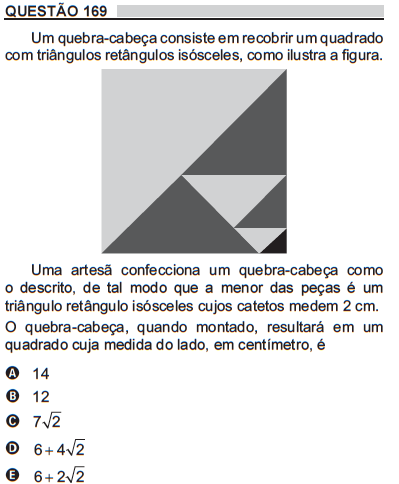 QUESTÃO 169
Um quebra-cabeça consiste em recobrir um quadrado
com triângulos retângulos isósceles, como ilustra a figura.
Uma artesã confecciona um quebra-cabeça como
o descrito, de tal modo que a menor das peças é um
triângulo retângulo isósceles cujos catetos medem 2 cm.
O quebra-cabeça, quando montado, resultará em um
quadrado cuja medida do lado, em centímetro, é
A 14
B 12
C 7√2
D 6 + 4√2
E 6 + 2√2